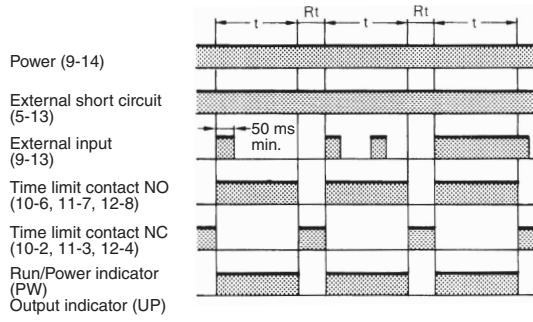 t Rt t Rt t
Power (9-14)
External short circuit
(5-13)
External input
(9-13)
50 ms
min.
Time limit contact NO
(10-6, 11-7, 12-8)
Time limit contact NC
(10-2, 11-3, 12-4)
Run/Power indicator
(PW)
Output indicator (UP)